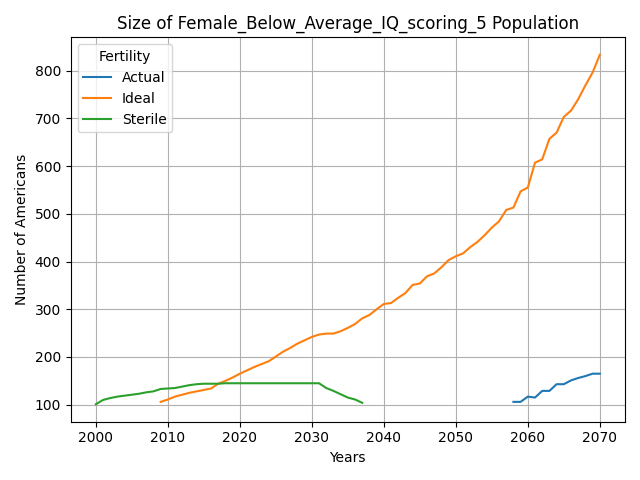 Size of Female_Below_Average_IQ_scoring_5 Population
Fertility
Actual
Ideal
Sterile
Number of Americans
800
700
600
500
400
300
200
100
2000 2010 2020 2030 2040 2050 2060 2070
Years